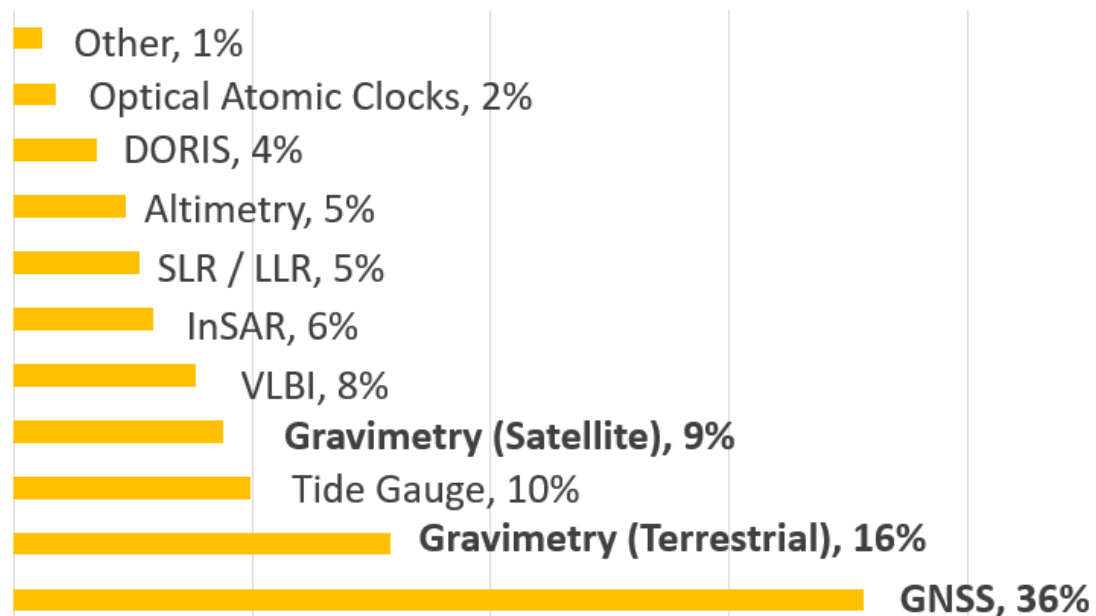 Other, 1%
Optical Atomic Clocks, 2%
DORIS, 4%
Altimetry, 5%
SLR / LLR, 5%
InSAR, 6%
VLBI, 8%
Gravimetry (Satellite), 9%
Tide Gauge, 10%
Gravimetry (Terrestrial), 16%
GNSS, 36%